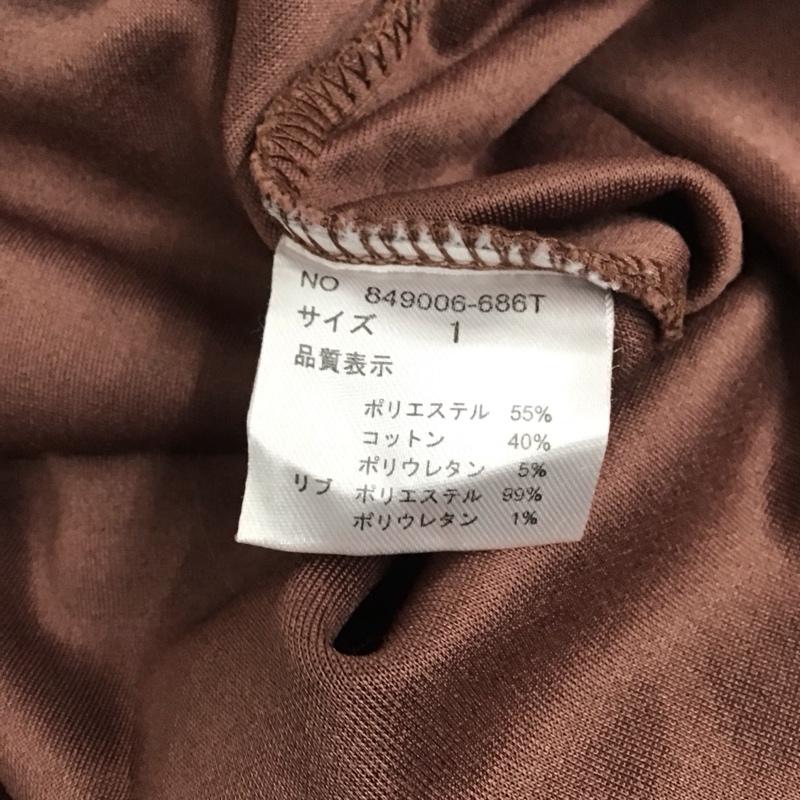 NO 849006-686T
サイズ 1
品質表示
ポリエステル 55%
コットン 40%
ポリウレタン 5%
リブ ポリエステル 99%
ポリウレタン 1%